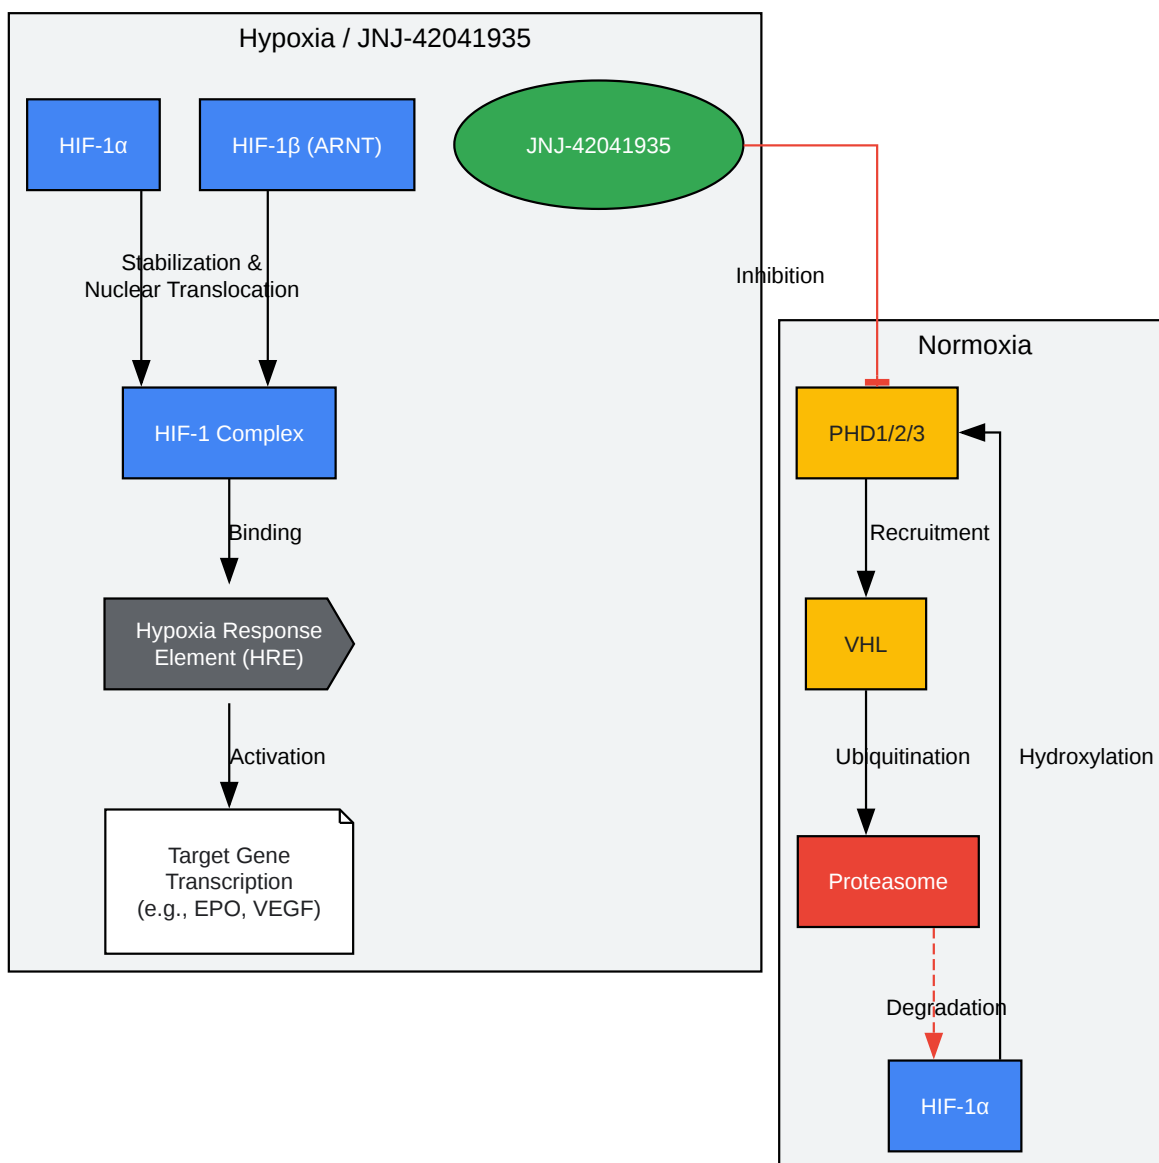 Hypoxia / JNJ-42041935
HIF-1α
HIF-1β (ARNT)
JNJ-42041935
Stabilization &
Nuclear Translocation
Inhibition
Normoxia
HIF-1 Complex
PHD1/2/3
Binding
Recruitment
Hypoxia Response
Element (HRE)
VHL
Activation
Ubiquitination
Hydroxylation
Target Gene
Transcription
(e.g., EPO, VEGF)
Proteasome
Degradation
HIF-1α